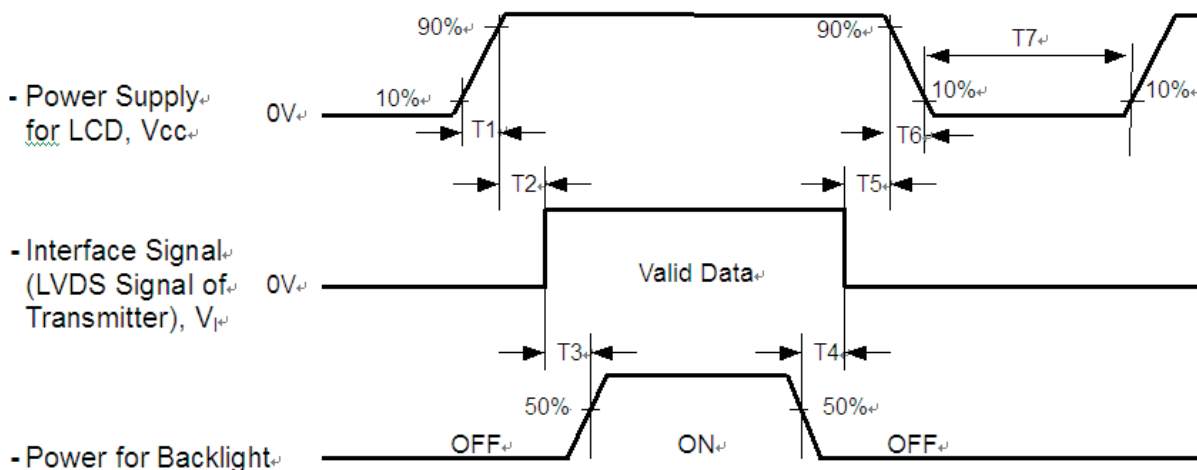 90%↵ 90%↵ T7↵
10%↵ 10%↵ 10%↵
- Power Supply↵ 0V↵
for LCD, Vcc↵ T1↵ T6↵
T2↵ T5↵
- Interface Signal↵
(LVDS Signal of↵ 0V↵ Valid Data↵
Transmitter), VI↵
T3↵ T4↵
50%↵ 50%↵
- Power for Backlight OFF↵ ON↵ OFF↵